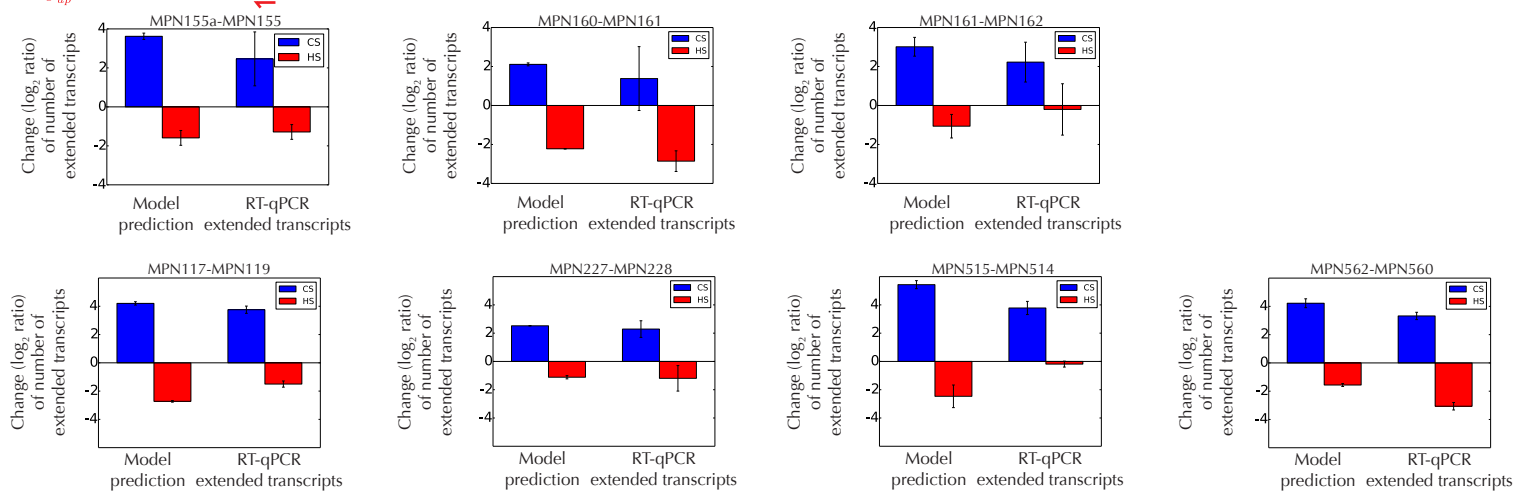 ap
1
MPN155a-MPN155
MPN160-MPN161
MPN161-MPN162
Change (log2 ratio)
of number of
extended transcripts
4
2
0
-2
-4
CS
HS
Model
prediction
RT-qPCR
extended transcripts
Change (log2 ratio)
of number of
extended transcripts
4
2
0
-2
-4
CS
HS
Model
prediction
RT-qPCR
extended transcripts
Change (log2 ratio)
of number of
extended transcripts
4
2
0
-2
-4
CS
HS
Model
prediction
RT-qPCR
extended transcripts
MPN117-MPN119
MPN227-MPN228
MPN515-MPN514
MPN562-MPN560
Change (log2 ratio)
of number of
extended transcripts
4
2
0
-2
-4
CS
HS
Model
prediction
RT-qPCR
extended transcripts
Change (log2 ratio)
of number of
extended transcripts
4
2
0
-2
-4
CS
HS
Model
prediction
RT-qPCR
extended transcripts
Change (log2 ratio)
of number of
extended transcripts
4
2
0
-2
-4
CS
HS
Model
prediction
RT-qPCR
extended transcripts
Change (log2 ratio)
of number of
extended transcripts
4
2
0
-2
-4
CS
HS
Model
prediction
RT-qPCR
extended transcripts